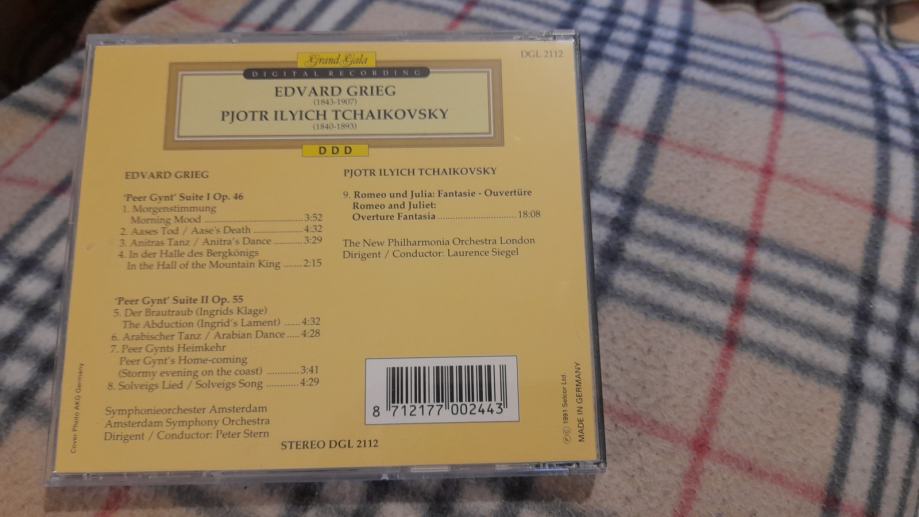 Grand Gala
DGL 2112
DIGITAL RECORDING
EDVARD GRIEG
(1843-1907)
PJOTR ILYICH TCHAIKOVSKY
(1840-1893)
DDD
EDVARD GRIEG
'Peer Gynt' Suite I Op. 46
1. Morgenstimmung
Morning Mood ........ 3:52
2. Aases Tod / Aase's Death ........ 4:32
3. Anitras Tanz / Anitra's Dance ........ 3:29
4. In der Halle des Bergkönigs
In the Hall of the Mountain King ...... 2:15
'Peer Gynt' Suite II Op. 55
5. Der Brautraub (Ingrids Klage)
The Abduction (Ingrid's Lament) ..... 4:32
6. Arabischer Tanz / Arabian Dance .... 4:28
7. Peer Gynts Heimkehr
Peer Gynt's Home-coming
(Stormy evening on the coast) ........ 3:41
8. Solveigs Lied / Solveigs Song ........ 4:29
Symphonieorchester Amsterdam
Amsterdam Symphony Orchestra
Dirigent / Conductor: Peter Stern
PJOTR ILYICH TCHAIKOVSKY
9. Romeo und Julia: Fantasie - Ouvertüre
Romeo and Juliet:
Overture Fantasia ........ 18:08
The New Philharmonia Orchestra London
Dirigent / Conductor: Laurence Siegel
8 712177 002443
STEREO DGL 2112
Cover Photo AKG Germany
℗ © 1991 Selcor Ltd.
MADE IN GERMANY